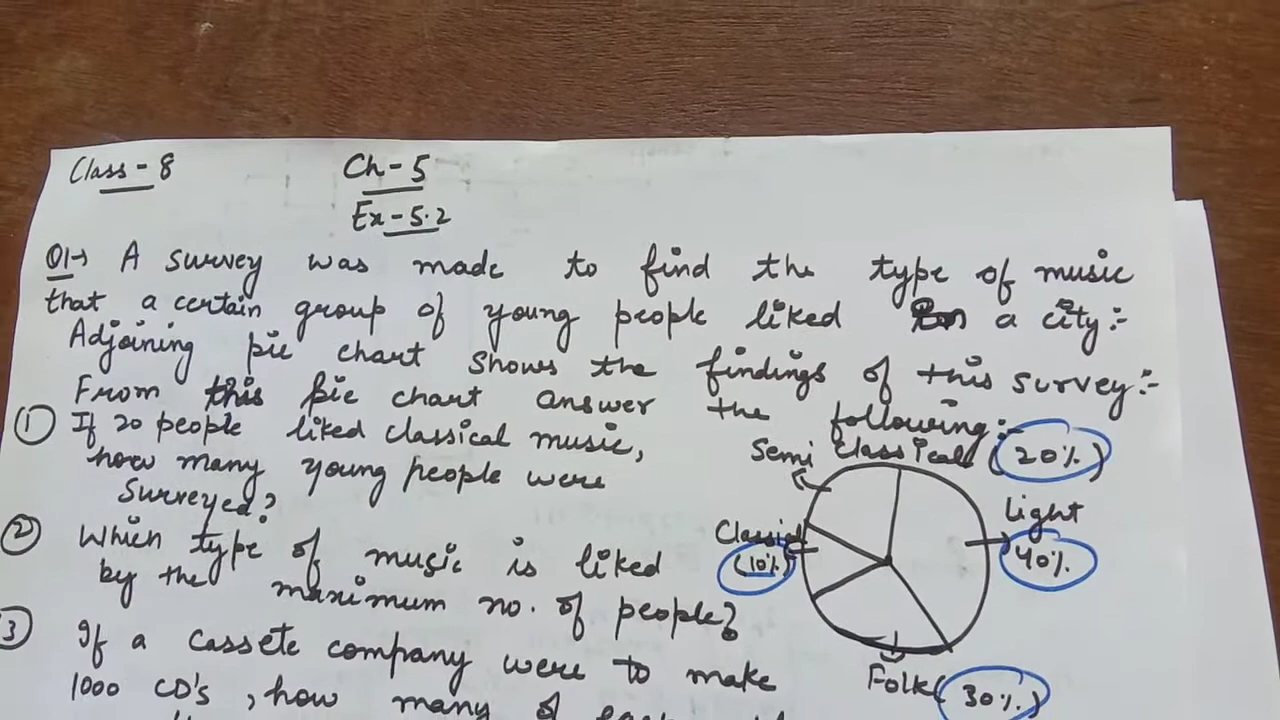 Class - 8
Ch - 5
Ex - 5.2
Q1→ A survey was made to find the type of music
that a certain group of young people liked in a city:-
Adjoining pie chart shows the findings of this survey:-
From this pie chart answer the following:-
① If 20 people liked classical music,
how many young people were
surveyed?
② Which type of music is liked
by the maximum no. of people?
3 If a cassete company were to make
1000 CD's, how many of each
Semi classical (20%)
Light
40%
Classical
(10%)
Folk (30%)